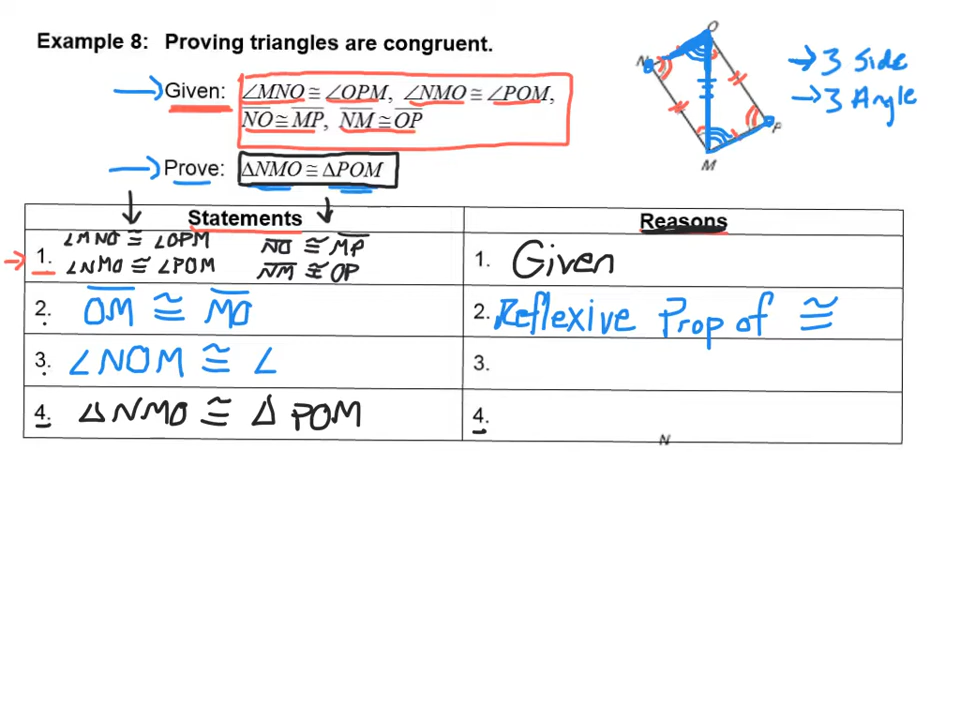 Example 8: Proving triangles are congruent.
Given: ∠MNO ≅ ∠OPM, ∠NMO ≅ ∠POM,
NO ≅ MP, NM ≅ OP
Prove: ΔNMO ≅ ΔPOM
O
N
P
M
→ 3 Side
→ 3 Angle
Statements
Reasons
1. ∠MNO ≅ ∠OPM NO ≅ MP
∠NMO ≅ ∠POM NM ≅ OP
1. Given
2. OM ≅ MO
2. Reflexive Prop of ≅
3. ∠NOM ≅ ∠
3.
4. ΔNMO ≅ Δ POM
4.
N